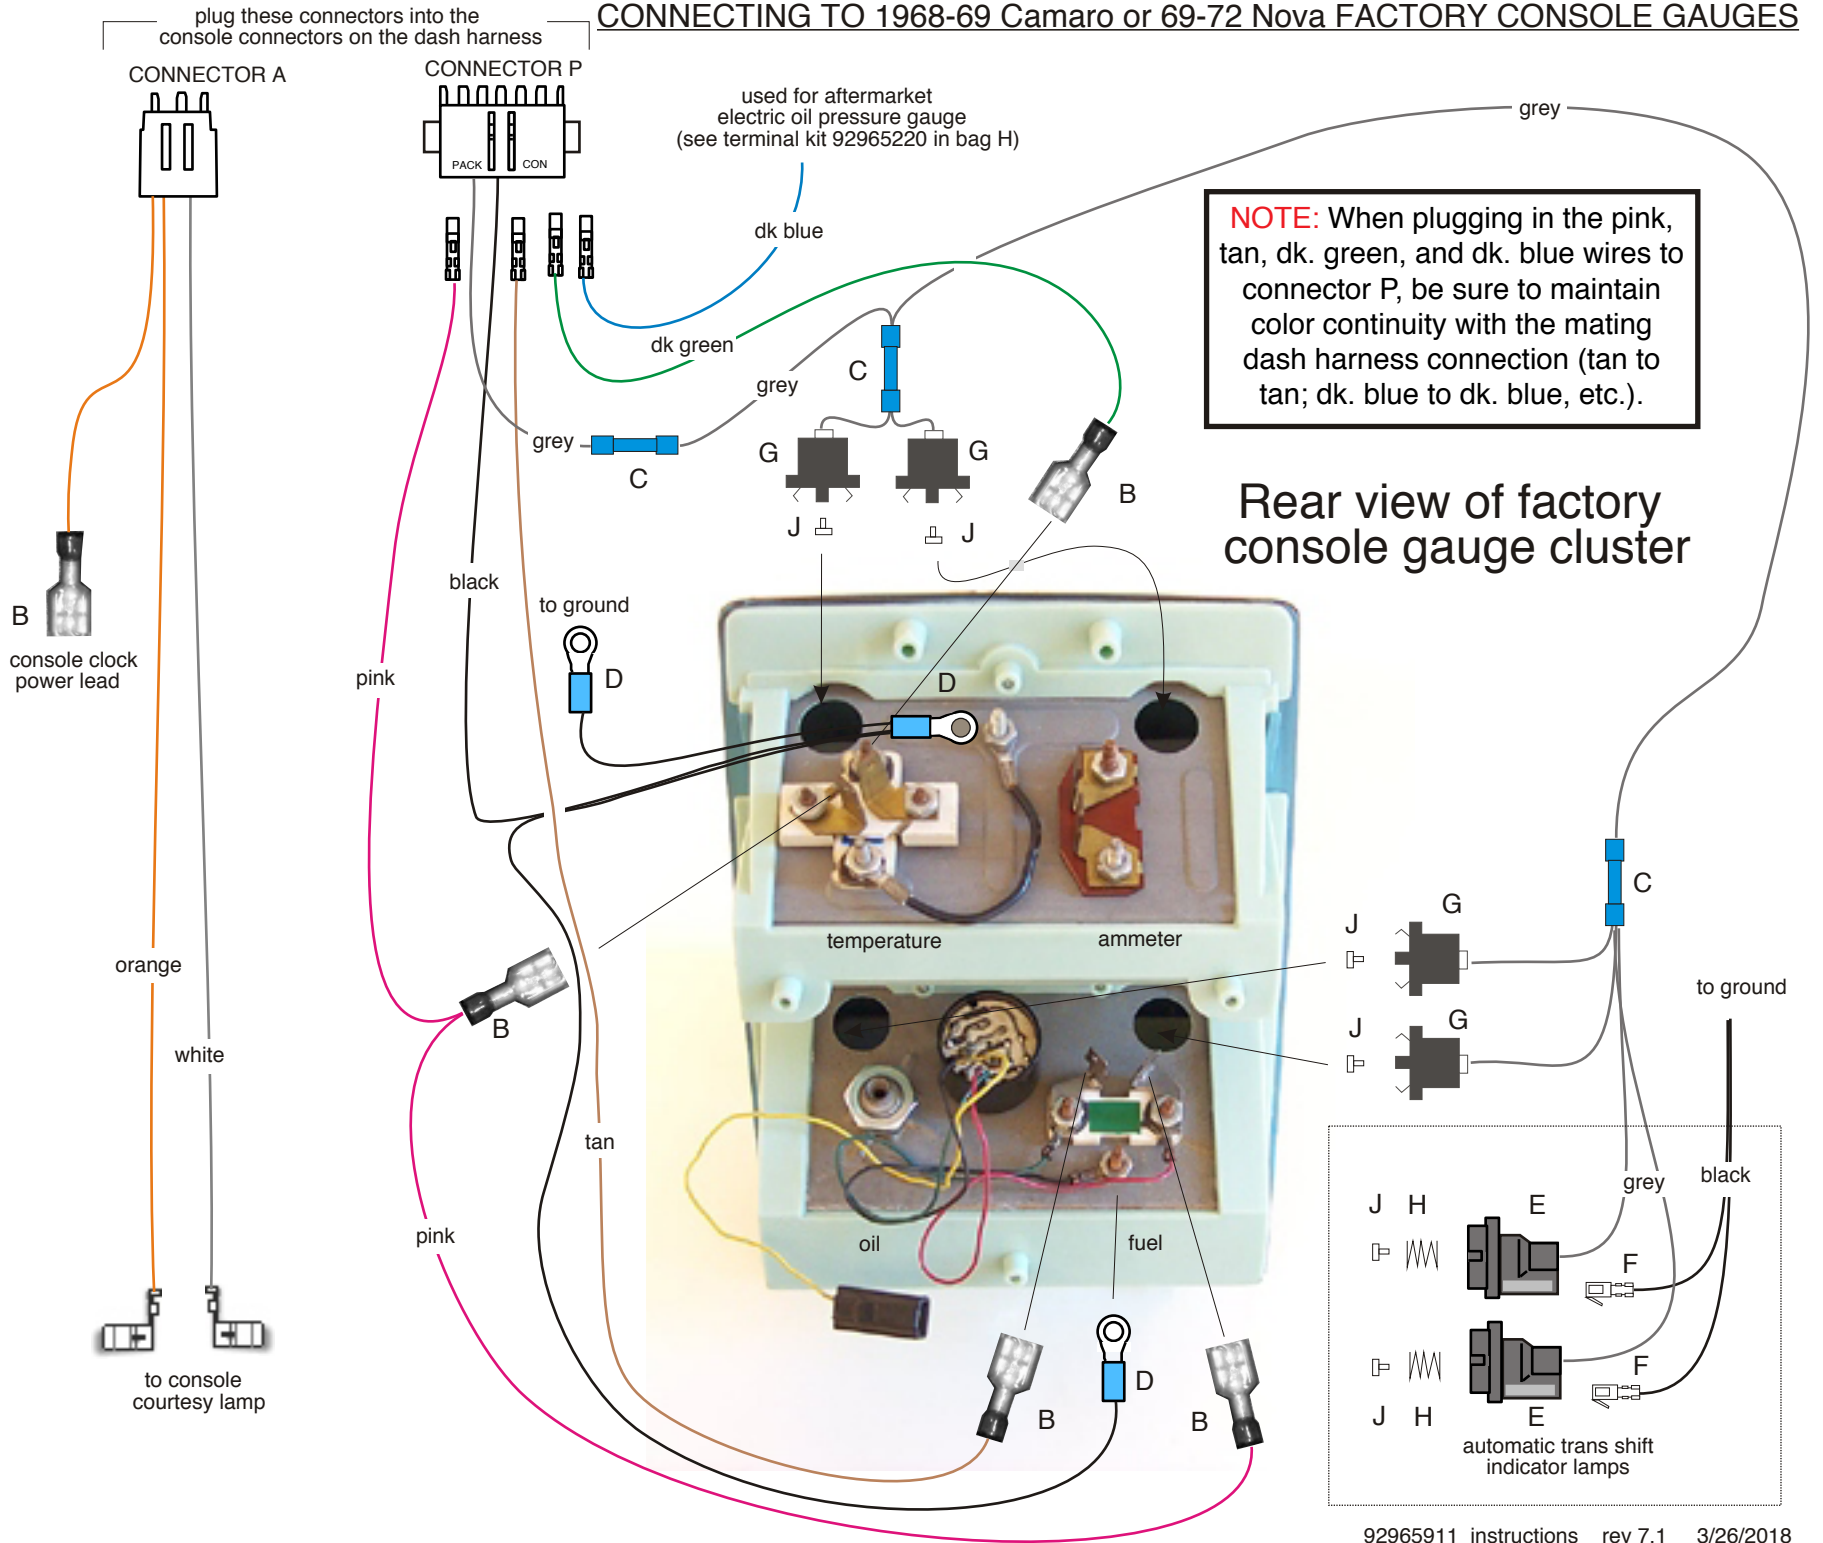 plug these connectors into the
console connectors on the dash harness
CONNECTING TO 1968-69 Camaro or 69-72 Nova FACTORY CONSOLE GAUGES
CONNECTOR A
CONNECTOR P
PACK
CON
used for aftermarket
electric oil pressure gauge
(see terminal kit 92965220 in bag H)
grey
dk blue
NOTE: When plugging in the pink,
tan, dk. green, and dk. blue wires to
connector P, be sure to maintain
color continuity with the mating
dash harness connection (tan to
tan; dk. blue to dk. blue, etc.).
dk green
grey
C
grey
C
G
G
B
J
J
Rear view of factory
console gauge cluster
black
to ground
B
D
D
console clock
power lead
pink
C
G
J
temperature
ammeter
orange
to ground
B
J
G
white
tan
grey
black
pink
oil
fuel
J
H
E
F
to console
courtesy lamp
B
D
B
F
J
H
E
automatic trans shift
indicator lamps
92965911 instructions rev 7.1 3/26/2018